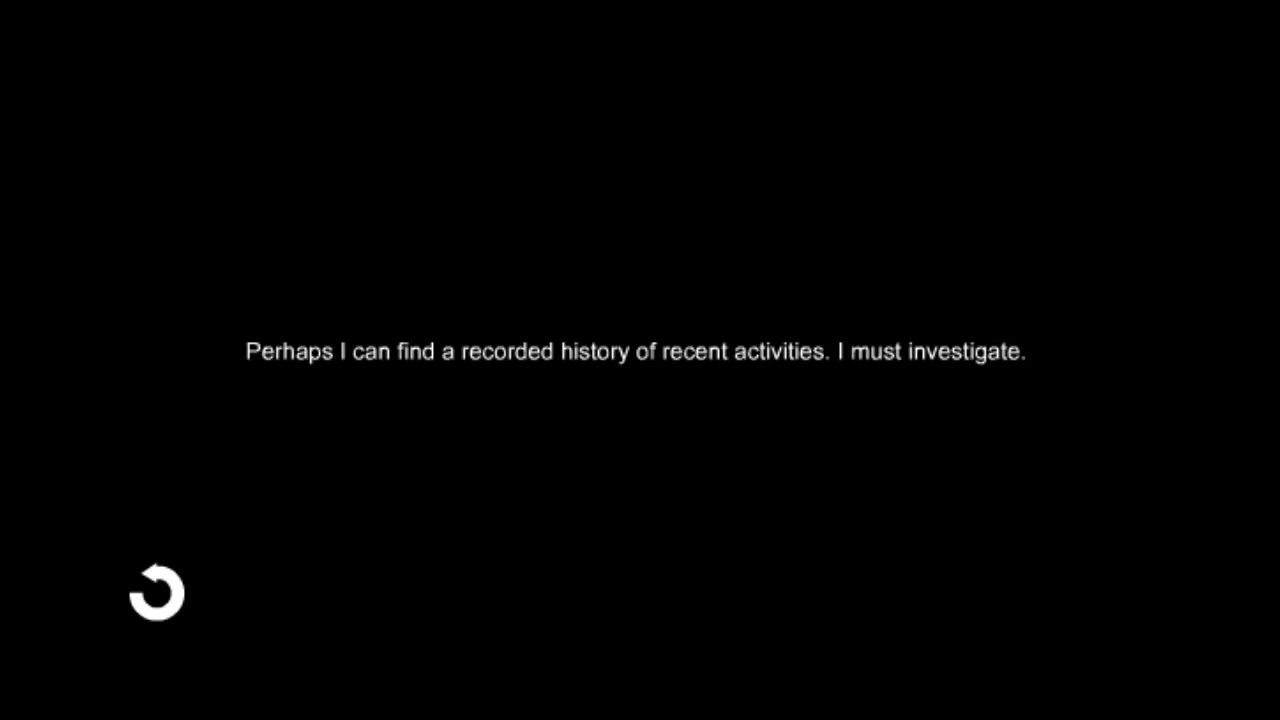 Perhaps I can find a recorded history of recent activities. I must investigate.